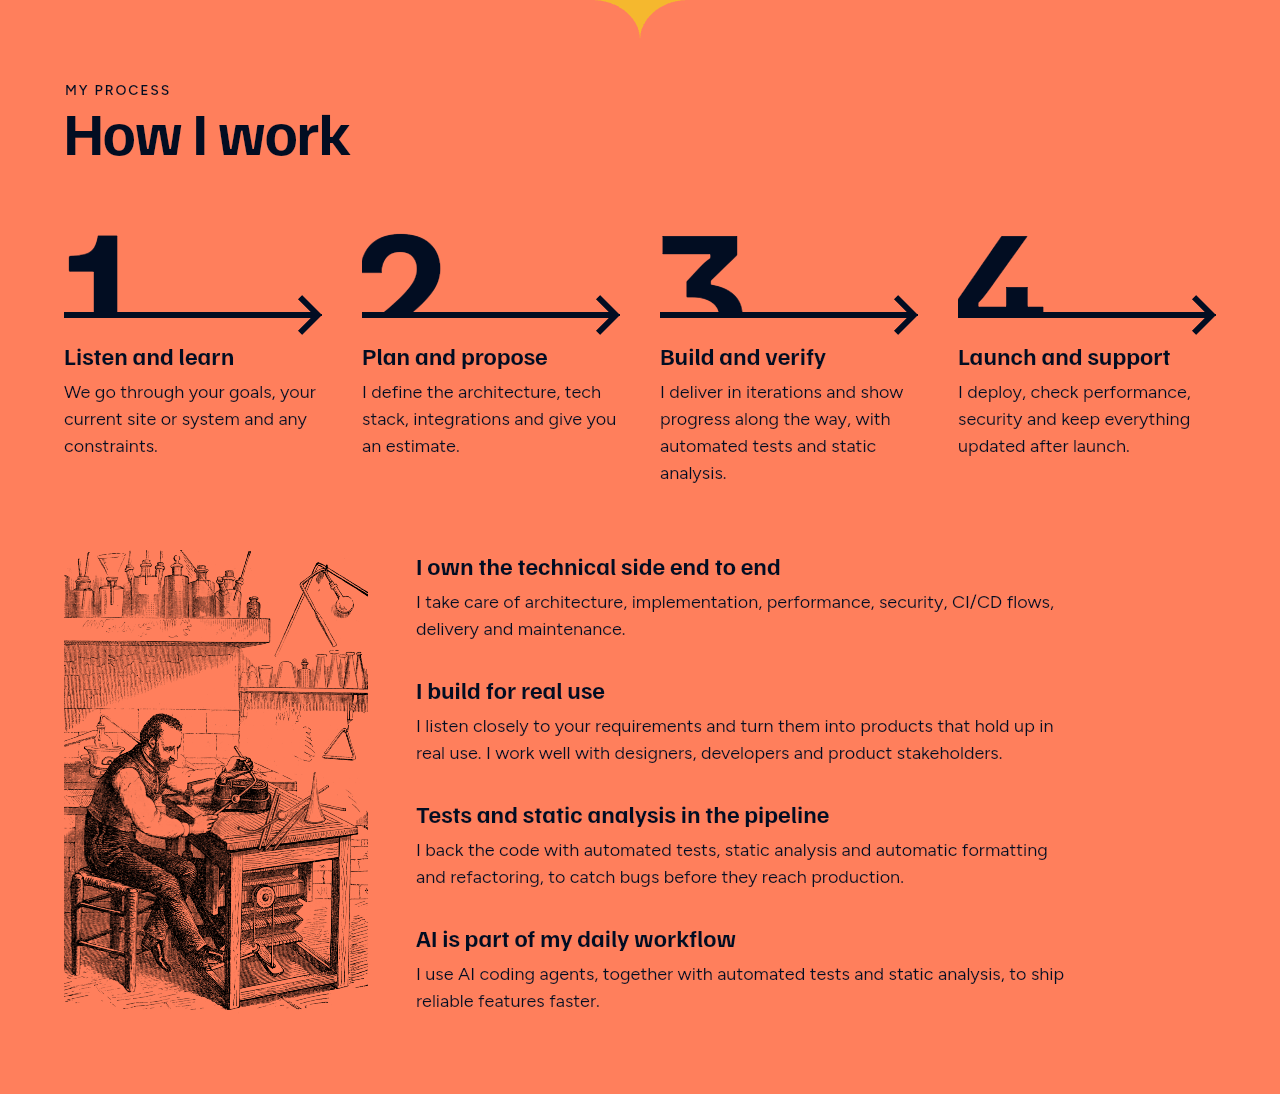 MY PROCESS
How I work
1
Listen and learn
We go through your goals, your
current site or system and any
constraints.
2
Plan and propose
I define the architecture, tech
stack, integrations and give you
an estimate.
3
Build and verify
I deliver in iterations and show
progress along the way, with
automated tests and static
analysis.
4
Launch and support
I deploy, check performance,
security and keep everything
updated after launch.
I own the technical side end to end
I take care of architecture, implementation, performance, security, CI/CD flows,
delivery and maintenance.
I build for real use
I listen closely to your requirements and turn them into products that hold up in
real use. I work well with designers, developers and product stakeholders.
Tests and static analysis in the pipeline
I back the code with automated tests, static analysis and automatic formatting
and refactoring, to catch bugs before they reach production.
AI is part of my daily workflow
I use AI coding agents, together with automated tests and static analysis, to ship
reliable features faster.